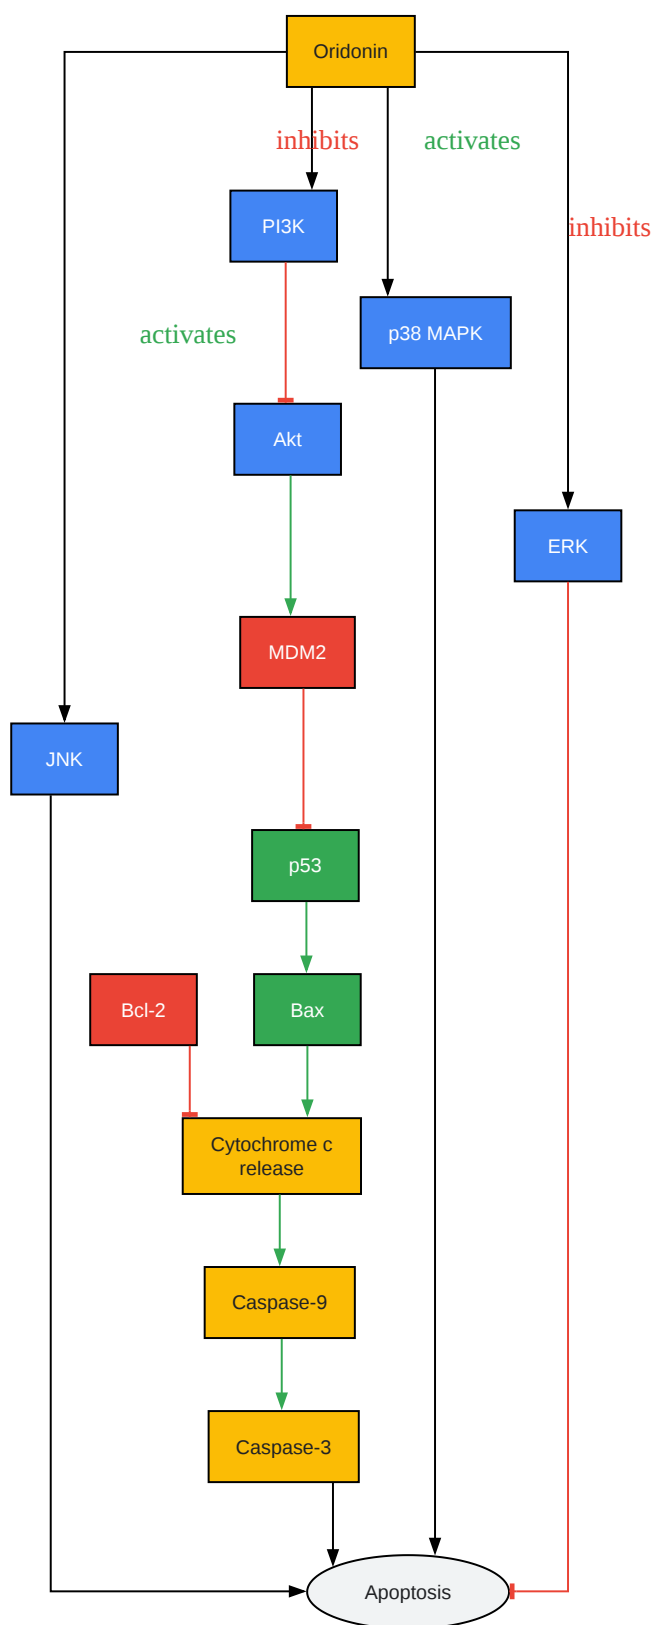 Oridonin
inhibits
activates
PI3K
inhibits
p38 MAPK
activates
Akt
ERK
MDM2
JNK
p53
Bcl-2
Bax
Cytochrome c
release
Caspase-9
Caspase-3
Apoptosis